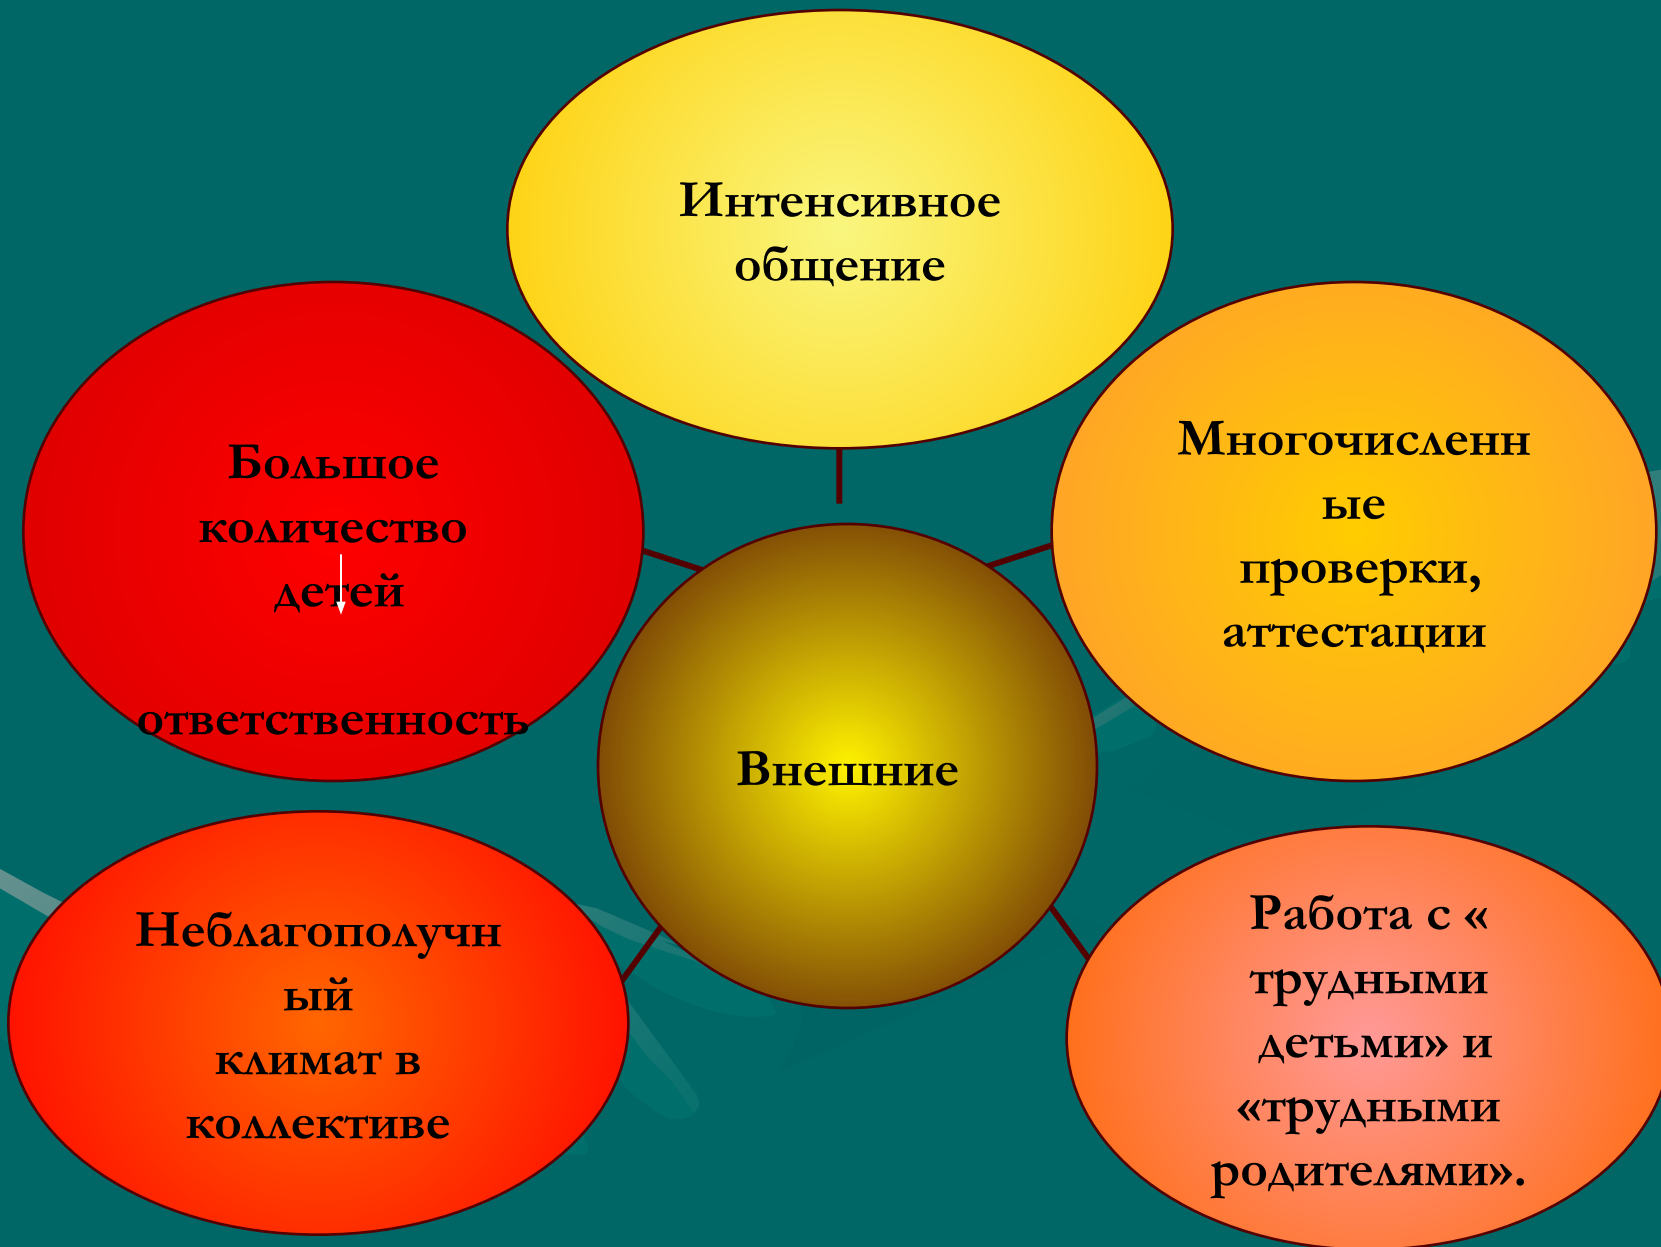 Интенсивное
общение
Большое
количество
детей
ответственность
Многочисленн
ые
проверки,
аттестации
Внешние
Неблагополучн
ый
климат в
коллективе
Работа с «
трудными
детьми» и
«трудными
родителями».